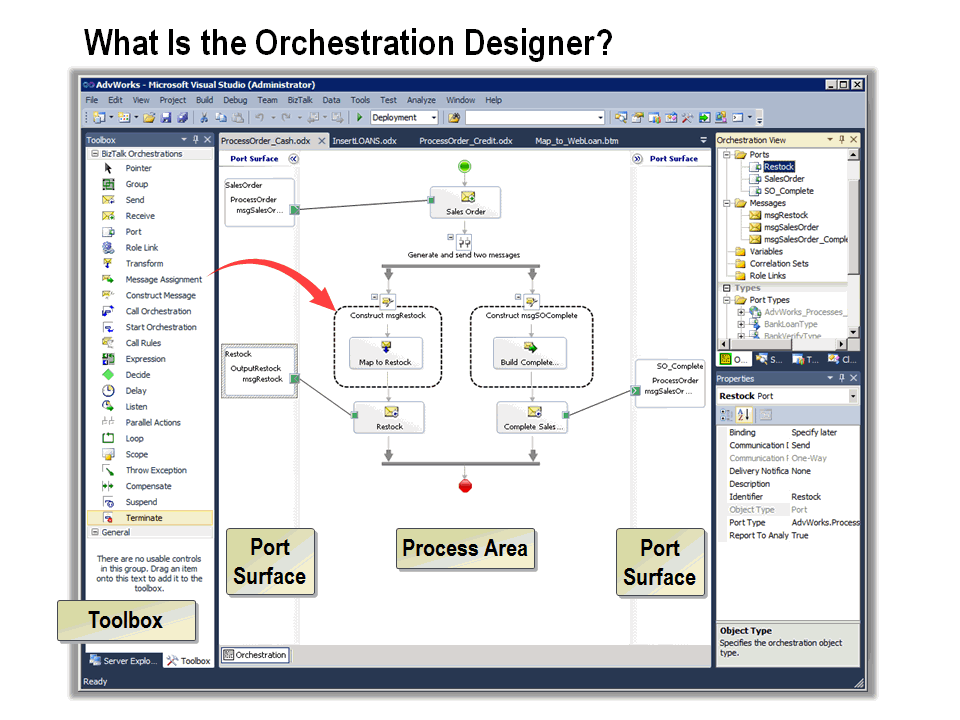 What Is the Orchestration Designer?
AdvWorks - Microsoft Visual Studio (Administrator)
File Edit View Project Build Debug Team BizTalk Data Tools Test Analyze Window Help
Deployment
Toolbox
BizTalk Orchestrations
Pointer
Group
Send
Receive
Port
Role Link
Transform
Message Assignment
Construct Message
Call Orchestration
Start Orchestration
Call Rules
Expression
Decide
Delay
Listen
Parallel Actions
Loop
Scope
Throw Exception
Compensate
Suspend
Terminate
General
There are no usable controls
in this group. Drag an item
onto this text to add it to the
toolbox.
Toolbox
Server Explo... Toolbox
Ready
ProcessOrder_Cash.odx InsertLOANS.odx ProcessOrder_Credit.odx Map_to_WebLoan.btm
Port Surface
Port Surface
SalesOrder
ProcessOrder
msgSalesOr...
Sales Order
Generate and send two messages
Construct msgRestock
Construct msgSOComplete
Map to Restock
Build Complete...
Restock
OutputRestock
msgRestock
SO_Complete
ProcessOrder
msgSalesOr...
Restock
Complete Sales...
Port
Surface
Process Area
Port
Surface
Orchestration
Orchestration View
Ports
Restock
SalesOrder
SO_Complete
Messages
msgRestock
msgSalesOrder
msgSalesOrder_Comple
Variables
Correlation Sets
Role Links
Types
Port Types
AdvWorks_Processes_
BankLoanType
BankVerifyType
O... S... T... Cl...
Properties
Restock Port
Binding Specify later
Communication I Send
Communication F One-Way
Delivery Notifica None
Description
Identifier Restock
Object Type Port
Port Type AdvWorks.Process
Report To Analy True
Object Type
Specifies the orchestration object
type.